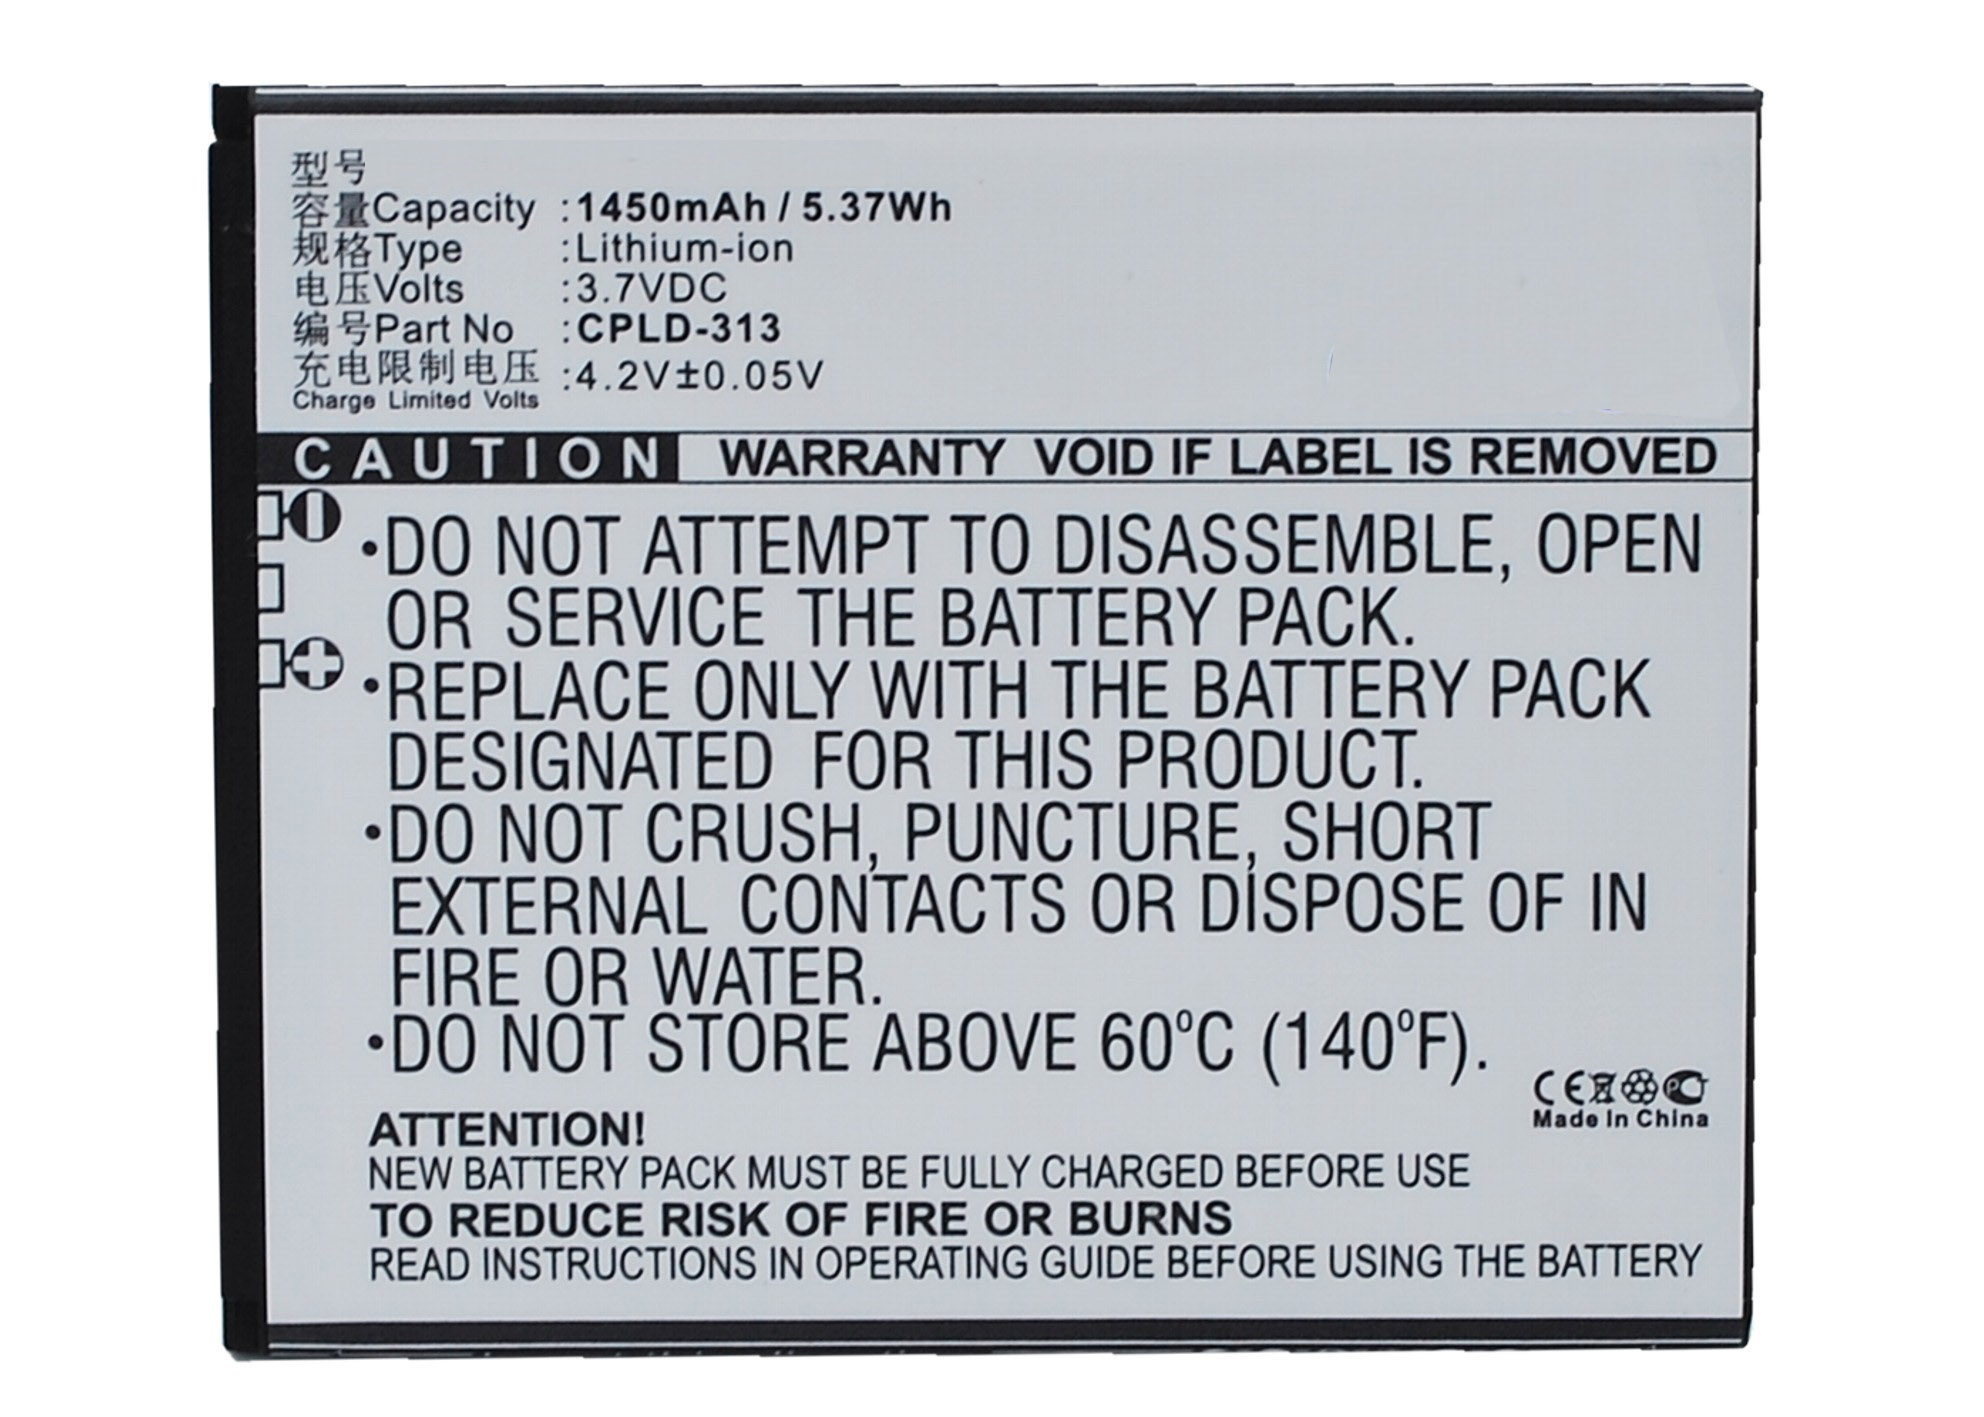 型号
容量Capacity :1450mAh / 5.37Wh
规格Type :Lithium-ion
电压Volts :3.7VDC
编号Part No :CPLD-313
充电限制电压 :4.2V±0.05V
Charge Limited Volts
CAUTION WARRANTY VOID IF LABEL IS REMOVED
•DO NOT ATTEMPT TO DISASSEMBLE, OPEN
OR SERVICE THE BATTERY PACK.
•REPLACE ONLY WITH THE BATTERY PACK
DESIGNATED FOR THIS PRODUCT.
•DO NOT CRUSH, PUNCTURE, SHORT
EXTERNAL CONTACTS OR DISPOSE OF IN
FIRE OR WATER.
•DO NOT STORE ABOVE 60°C (140°F).
CE
Made In China
ATTENTION!
NEW BATTERY PACK MUST BE FULLY CHARGED BEFORE USE
TO REDUCE RISK OF FIRE OR BURNS
READ INSTRUCTIONS IN OPERATING GUIDE BEFORE USING THE BATTERY